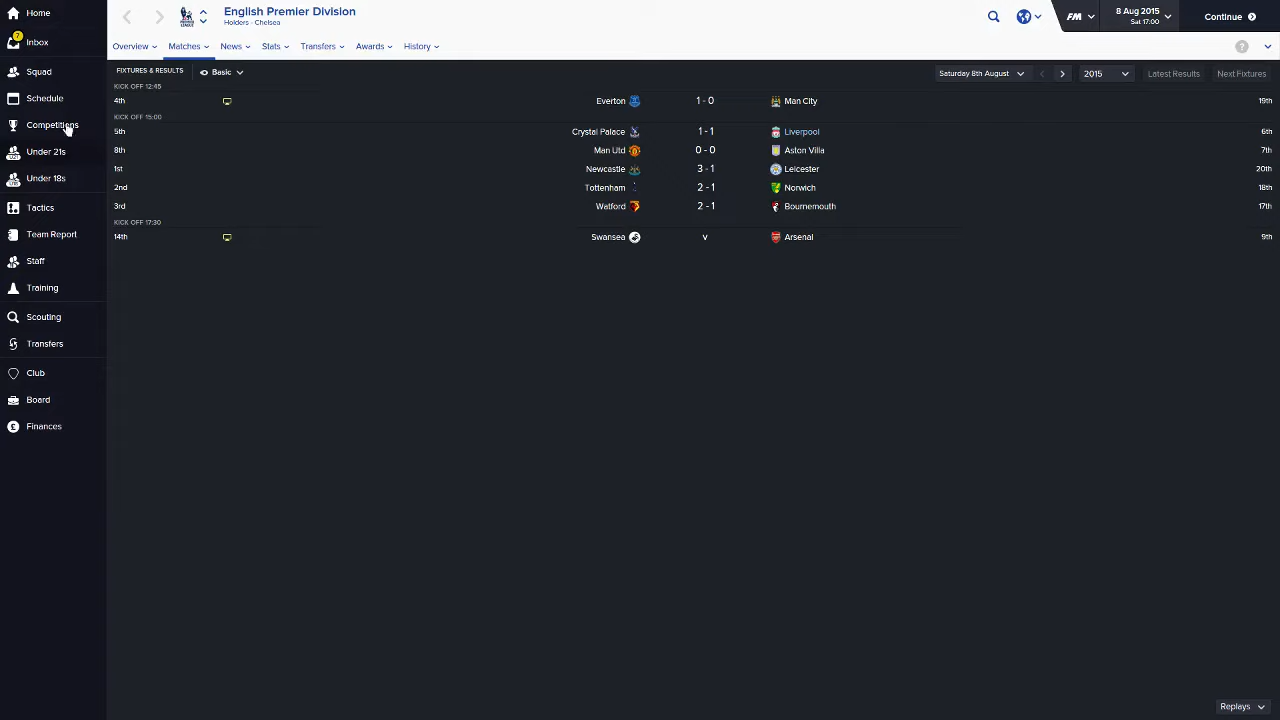 Home
English Premier Division
Holders - Chelsea
FM
8 Aug 2015
Sat 17:00
Continue
7
Inbox
Overview
Matches
News
Stats
Transfers
Awards
History
?
Squad
FIXTURES & RESULTS
Basic
Saturday 8th August
2015
Latest Results
Next Fixtures
KICK OFF 12:45
Schedule
4th
Everton
1 - 0
Man City
19th
KICK OFF 15:00
Competitions
5th
Crystal Palace
1 - 1
Liverpool
6th
Under 21s
8th
Man Utd
0 - 0
Aston Villa
7th
1st
Newcastle
3 - 1
Leicester
20th
Under 18s
2nd
Tottenham
2 - 1
Norwich
18th
Tactics
3rd
Watford
2 - 1
Bournemouth
17th
KICK OFF 17:30
Team Report
14th
Swansea
v
Arsenal
9th
Staff
Training
Scouting
Transfers
Club
Board
£
Finances
Replays